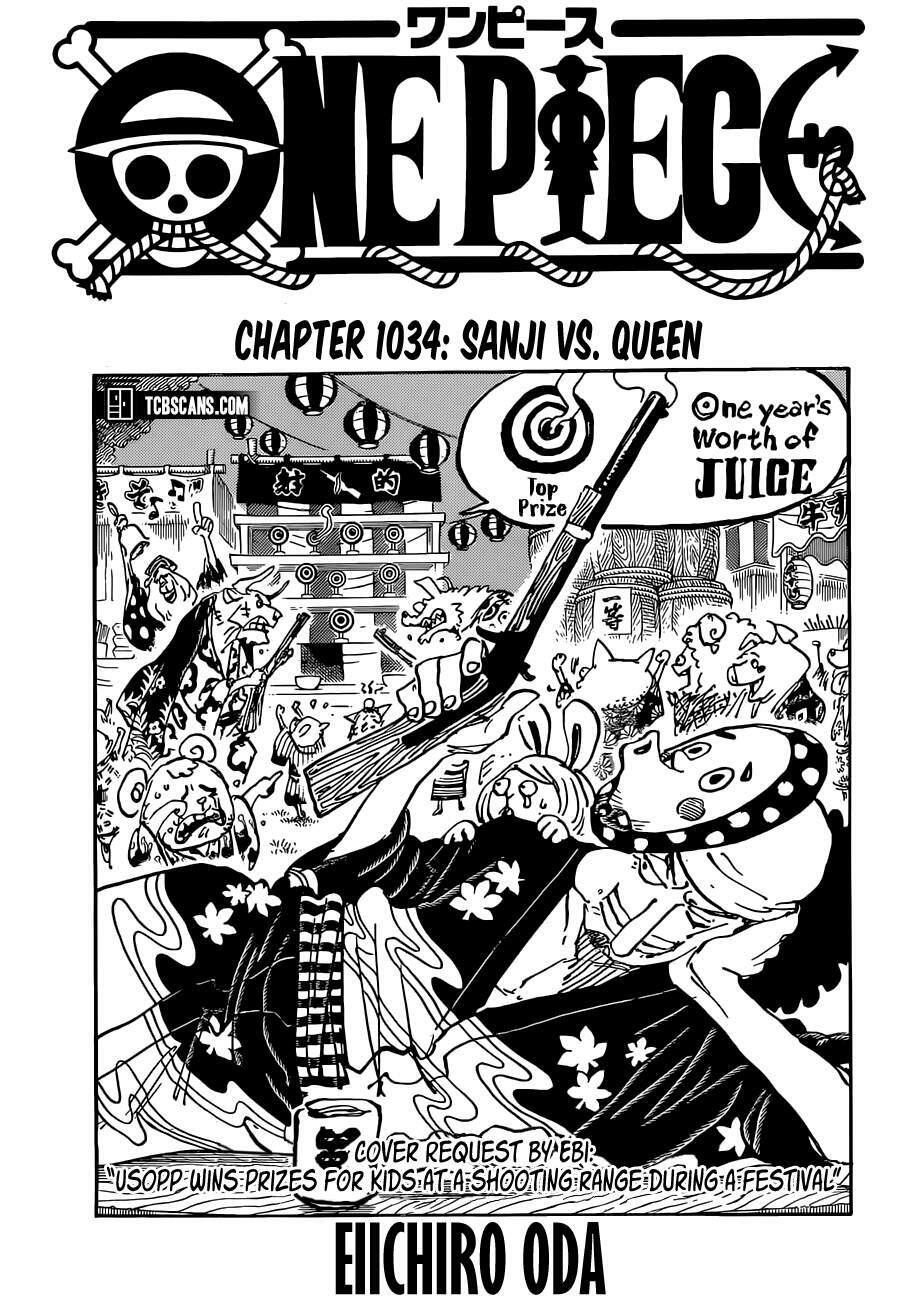 ワンピース
ONE PIECE
CHAPTER 1034: SANJI VS. QUEEN
TCBSCANS.COM
One year's
worth of
JUICE
Top
Prize
射的
一等
COVER REQUEST BY EBI:
"USOPP WINS PRIZES FOR KIDS AT A SHOOTING RANGE DURING A FESTIVAL"
EIICHIRO ODA